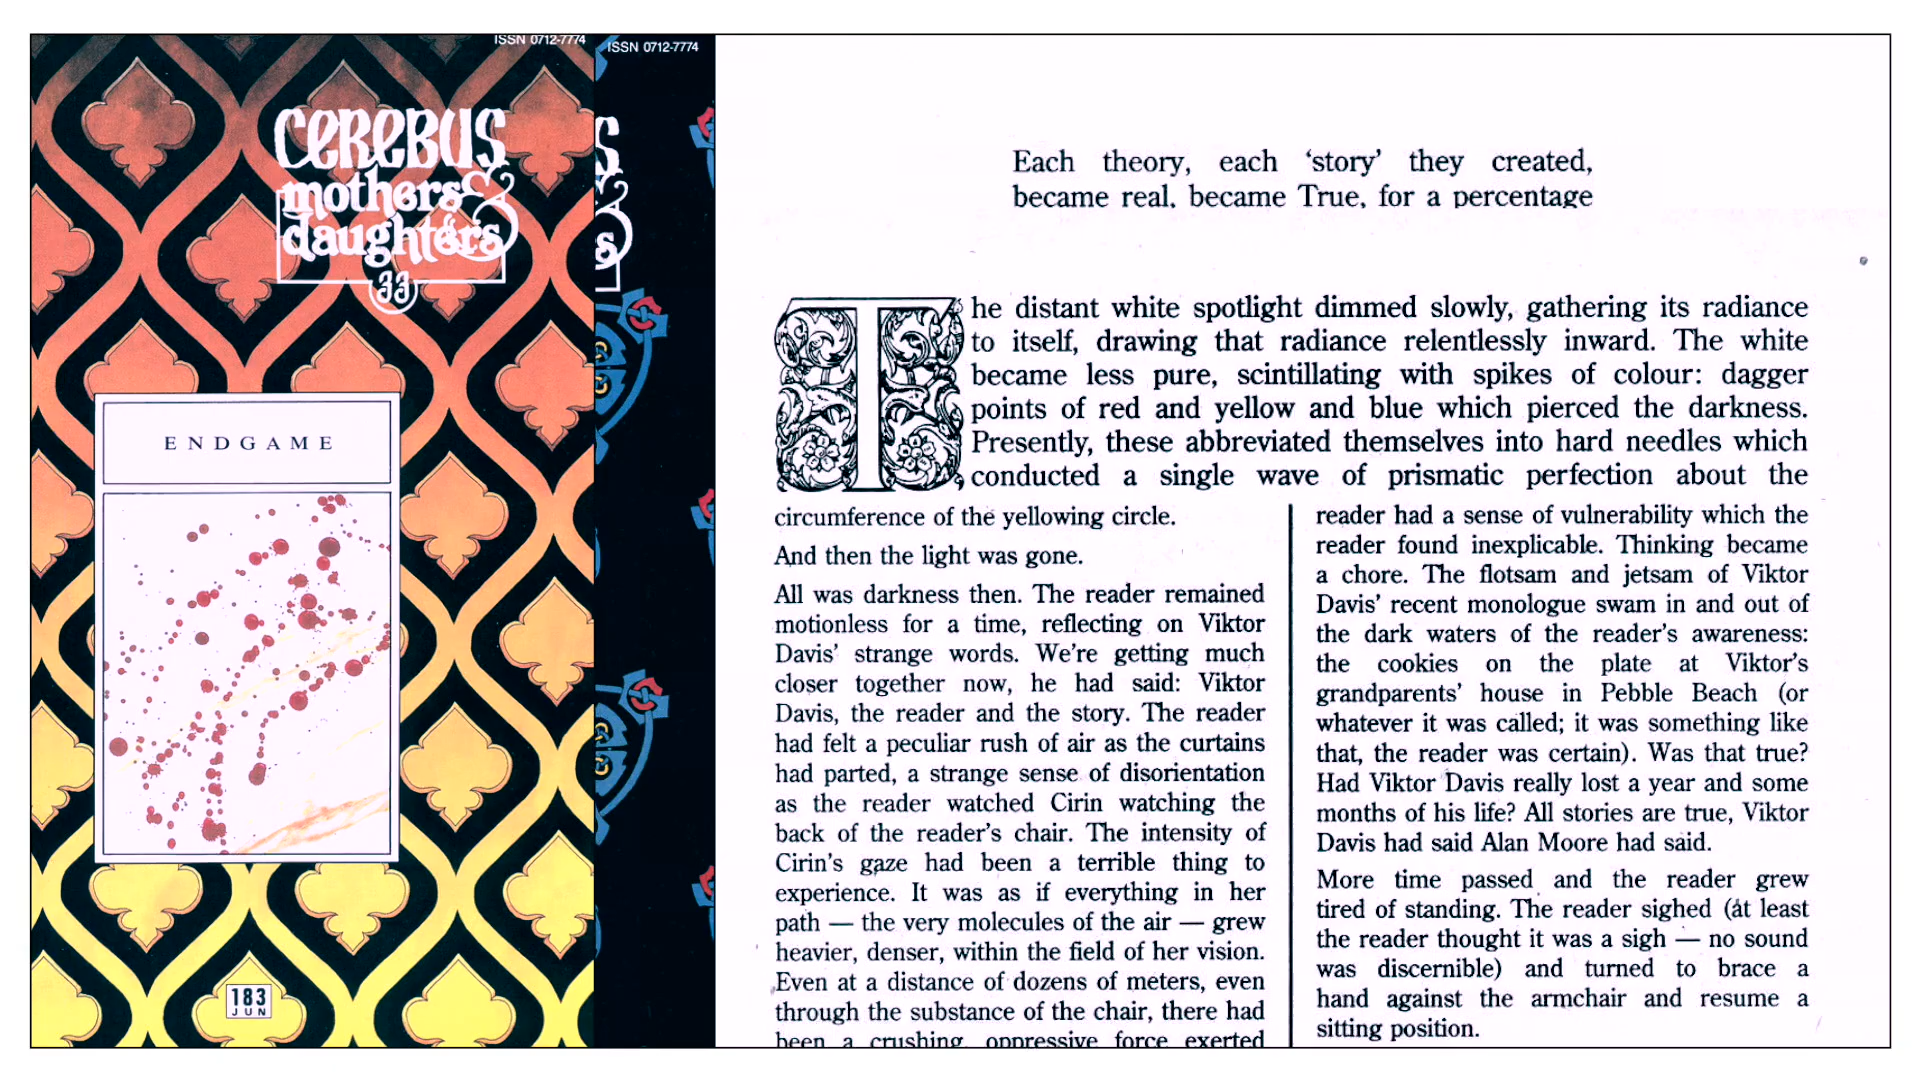 ISSN 0712-7774
CEREBUS
mothers &
daughters
33
ENDGAME
183
JUN
ISSN 0712-7774
S
&
s
Each theory, each ‘story’ they created,
became real, became True, for a percentage
The distant white spotlight dimmed slowly, gathering its radiance
to itself, drawing that radiance relentlessly inward. The white
became less pure, scintillating with spikes of colour: dagger
points of red and yellow and blue which pierced the darkness.
Presently, these abbreviated themselves into hard needles which
conducted a single wave of prismatic perfection about the
circumference of the yellowing circle.
And then the light was gone.
All was darkness then. The reader remained
motionless for a time, reflecting on Viktor
Davis’ strange words. We’re getting much
closer together now, he had said: Viktor
Davis, the reader and the story. The reader
had felt a peculiar rush of air as the curtains
had parted, a strange sense of disorientation
as the reader watched Cirin watching the
back of the reader’s chair. The intensity of
Cirin’s gaze had been a terrible thing to
experience. It was as if everything in her
path — the very molecules of the air — grew
heavier, denser, within the field of her vision.
Even at a distance of dozens of meters, even
through the substance of the chair, there had
been a crushing, oppressive force exerted
reader had a sense of vulnerability which the
reader found inexplicable. Thinking became
a chore. The flotsam and jetsam of Viktor
Davis’ recent monologue swam in and out of
the dark waters of the reader’s awareness:
the cookies on the plate at Viktor’s
grandparents’ house in Pebble Beach (or
whatever it was called; it was something like
that, the reader was certain). Was that true?
Had Viktor Davis really lost a year and some
months of his life? All stories are true, Viktor
Davis had said Alan Moore had said.
More time passed and the reader grew
tired of standing. The reader sighed (at least
the reader thought it was a sigh — no sound
was discernible) and turned to brace a
hand against the armchair and resume a
sitting position.